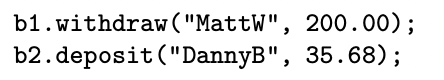 b1.withdraw("MattW", 200.00);
b2.deposit("DannyB", 35.68);